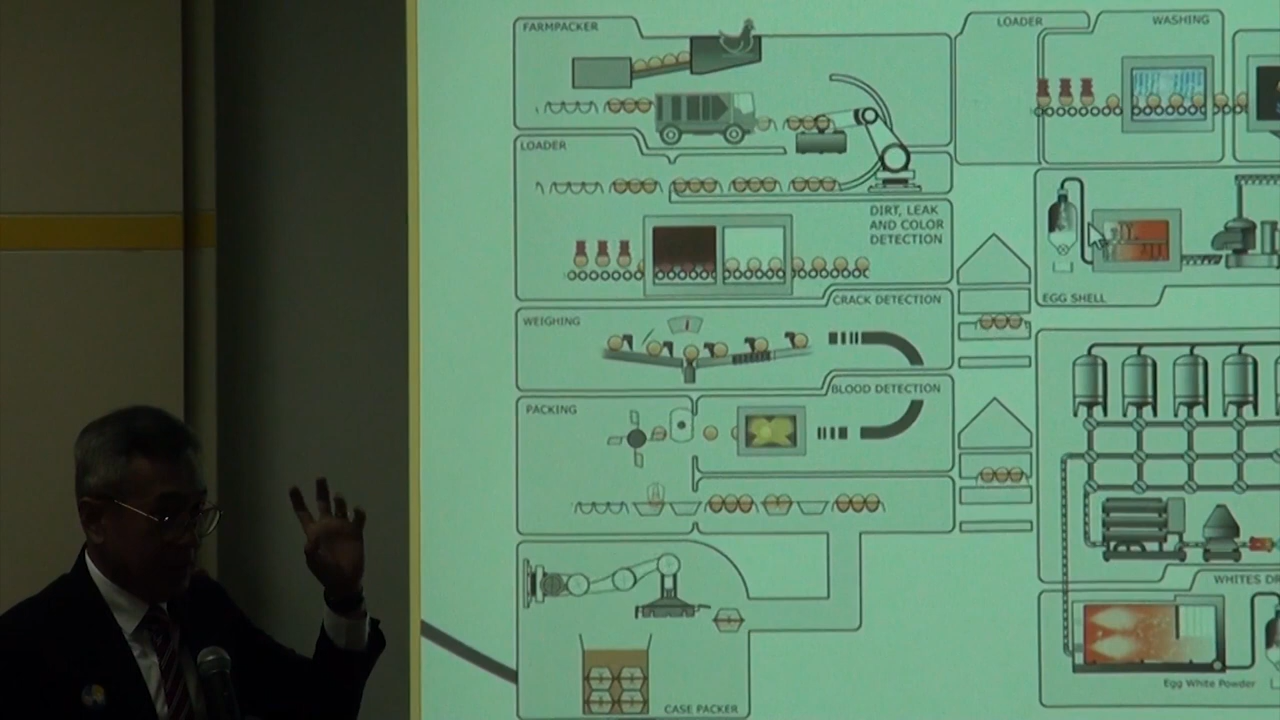 FARMPACKER
LOADER
DIRT, LEAK
AND COLOR
DETECTION
CRACK DETECTION
WEIGHING
BLOOD DETECTION
PACKING
CASE PACKER
LOADER
WASHING
EGG SHELL
WHITES
Egg White Powder